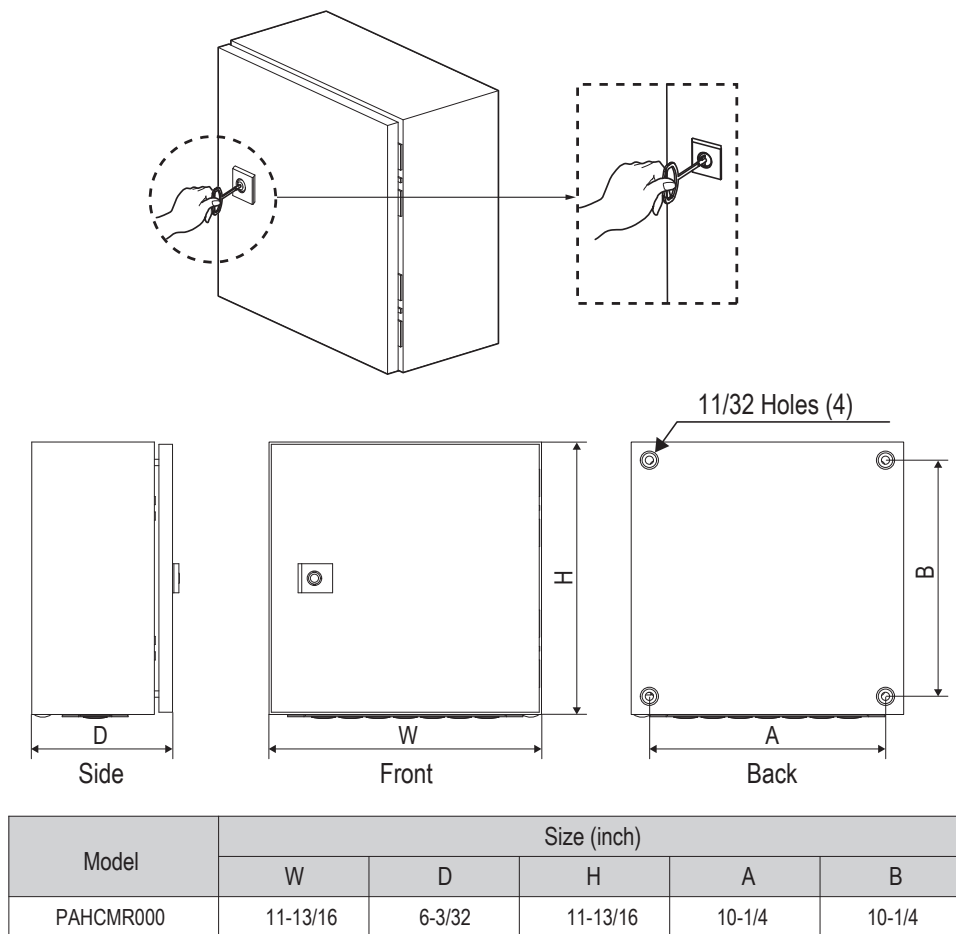 11/32 Holes (4)
H
B
D
W
A
Side
Front
Back
Model
Size (inch)
W
D
H
A
B
PAHCMR000
11-13/16
6-3/32
11-13/16
10-1/4
10-1/4